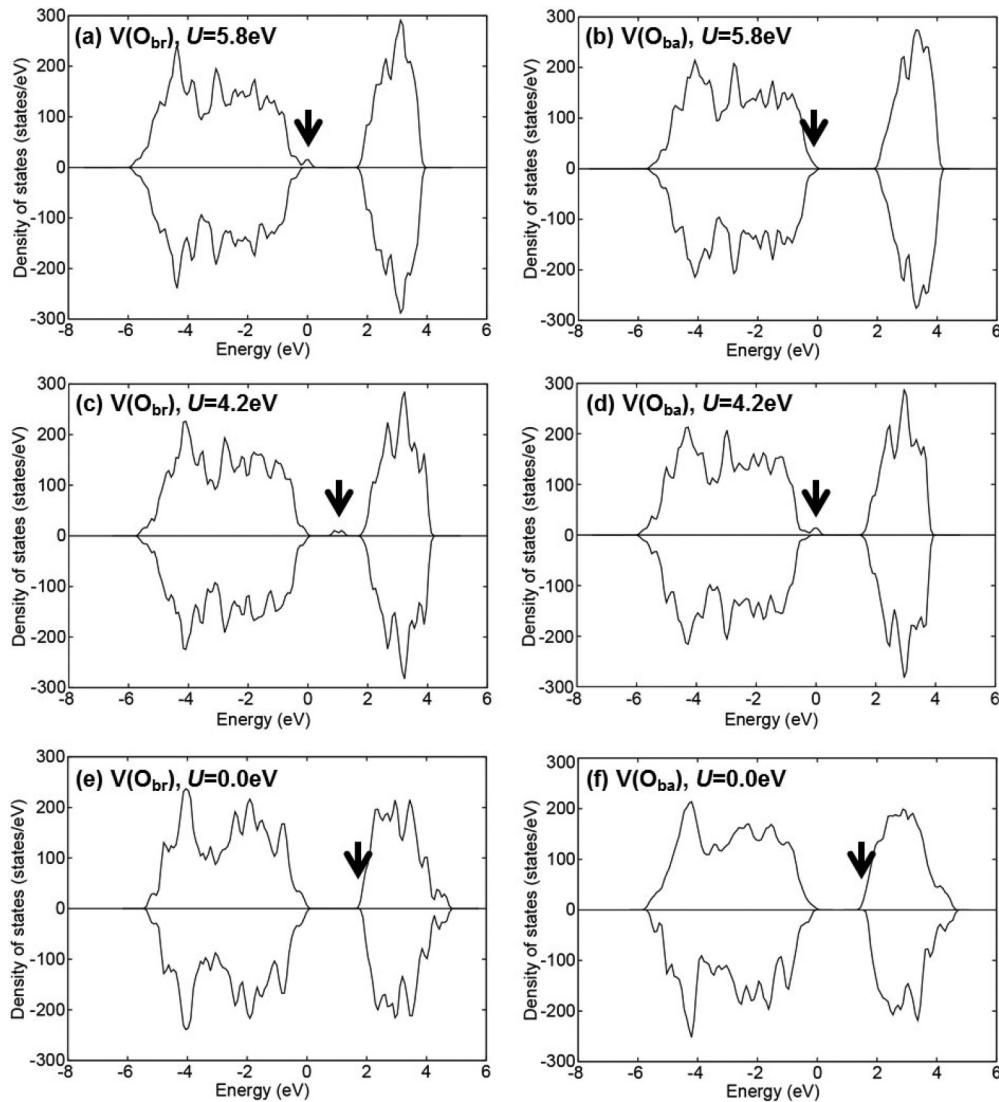 (a) V(Obr), U=5.8eV
Density of states (states/eV)
300
200
100
0
-100
-200
-300
-8 -6 -4 -2 0 2 4 6
Energy (eV)
(b) V(Oba), U=5.8eV
Density of states (states/eV)
300
200
100
0
-100
-200
-300
-8 -6 -4 -2 0 2 4 6
Energy (eV)
(c) V(Obr), U=4.2eV
Density of states (states/eV)
300
200
100
0
-100
-200
-300
-8 -6 -4 -2 0 2 4 6
Energy (eV)
(d) V(Oba), U=4.2eV
Density of states (states/eV)
300
200
100
0
-100
-200
-300
-8 -6 -4 -2 0 2 4 6
Energy (eV)
(e) V(Obr), U=0.0eV
Density of states (states/eV)
300
200
100
0
-100
-200
-300
-8 -6 -4 -2 0 2 4 6
Energy (eV)
(f) V(Oba), U=0.0eV
Density of states (states/eV)
300
200
100
0
-100
-200
-300
-8 -6 -4 -2 0 2 4 6
Energy (eV)